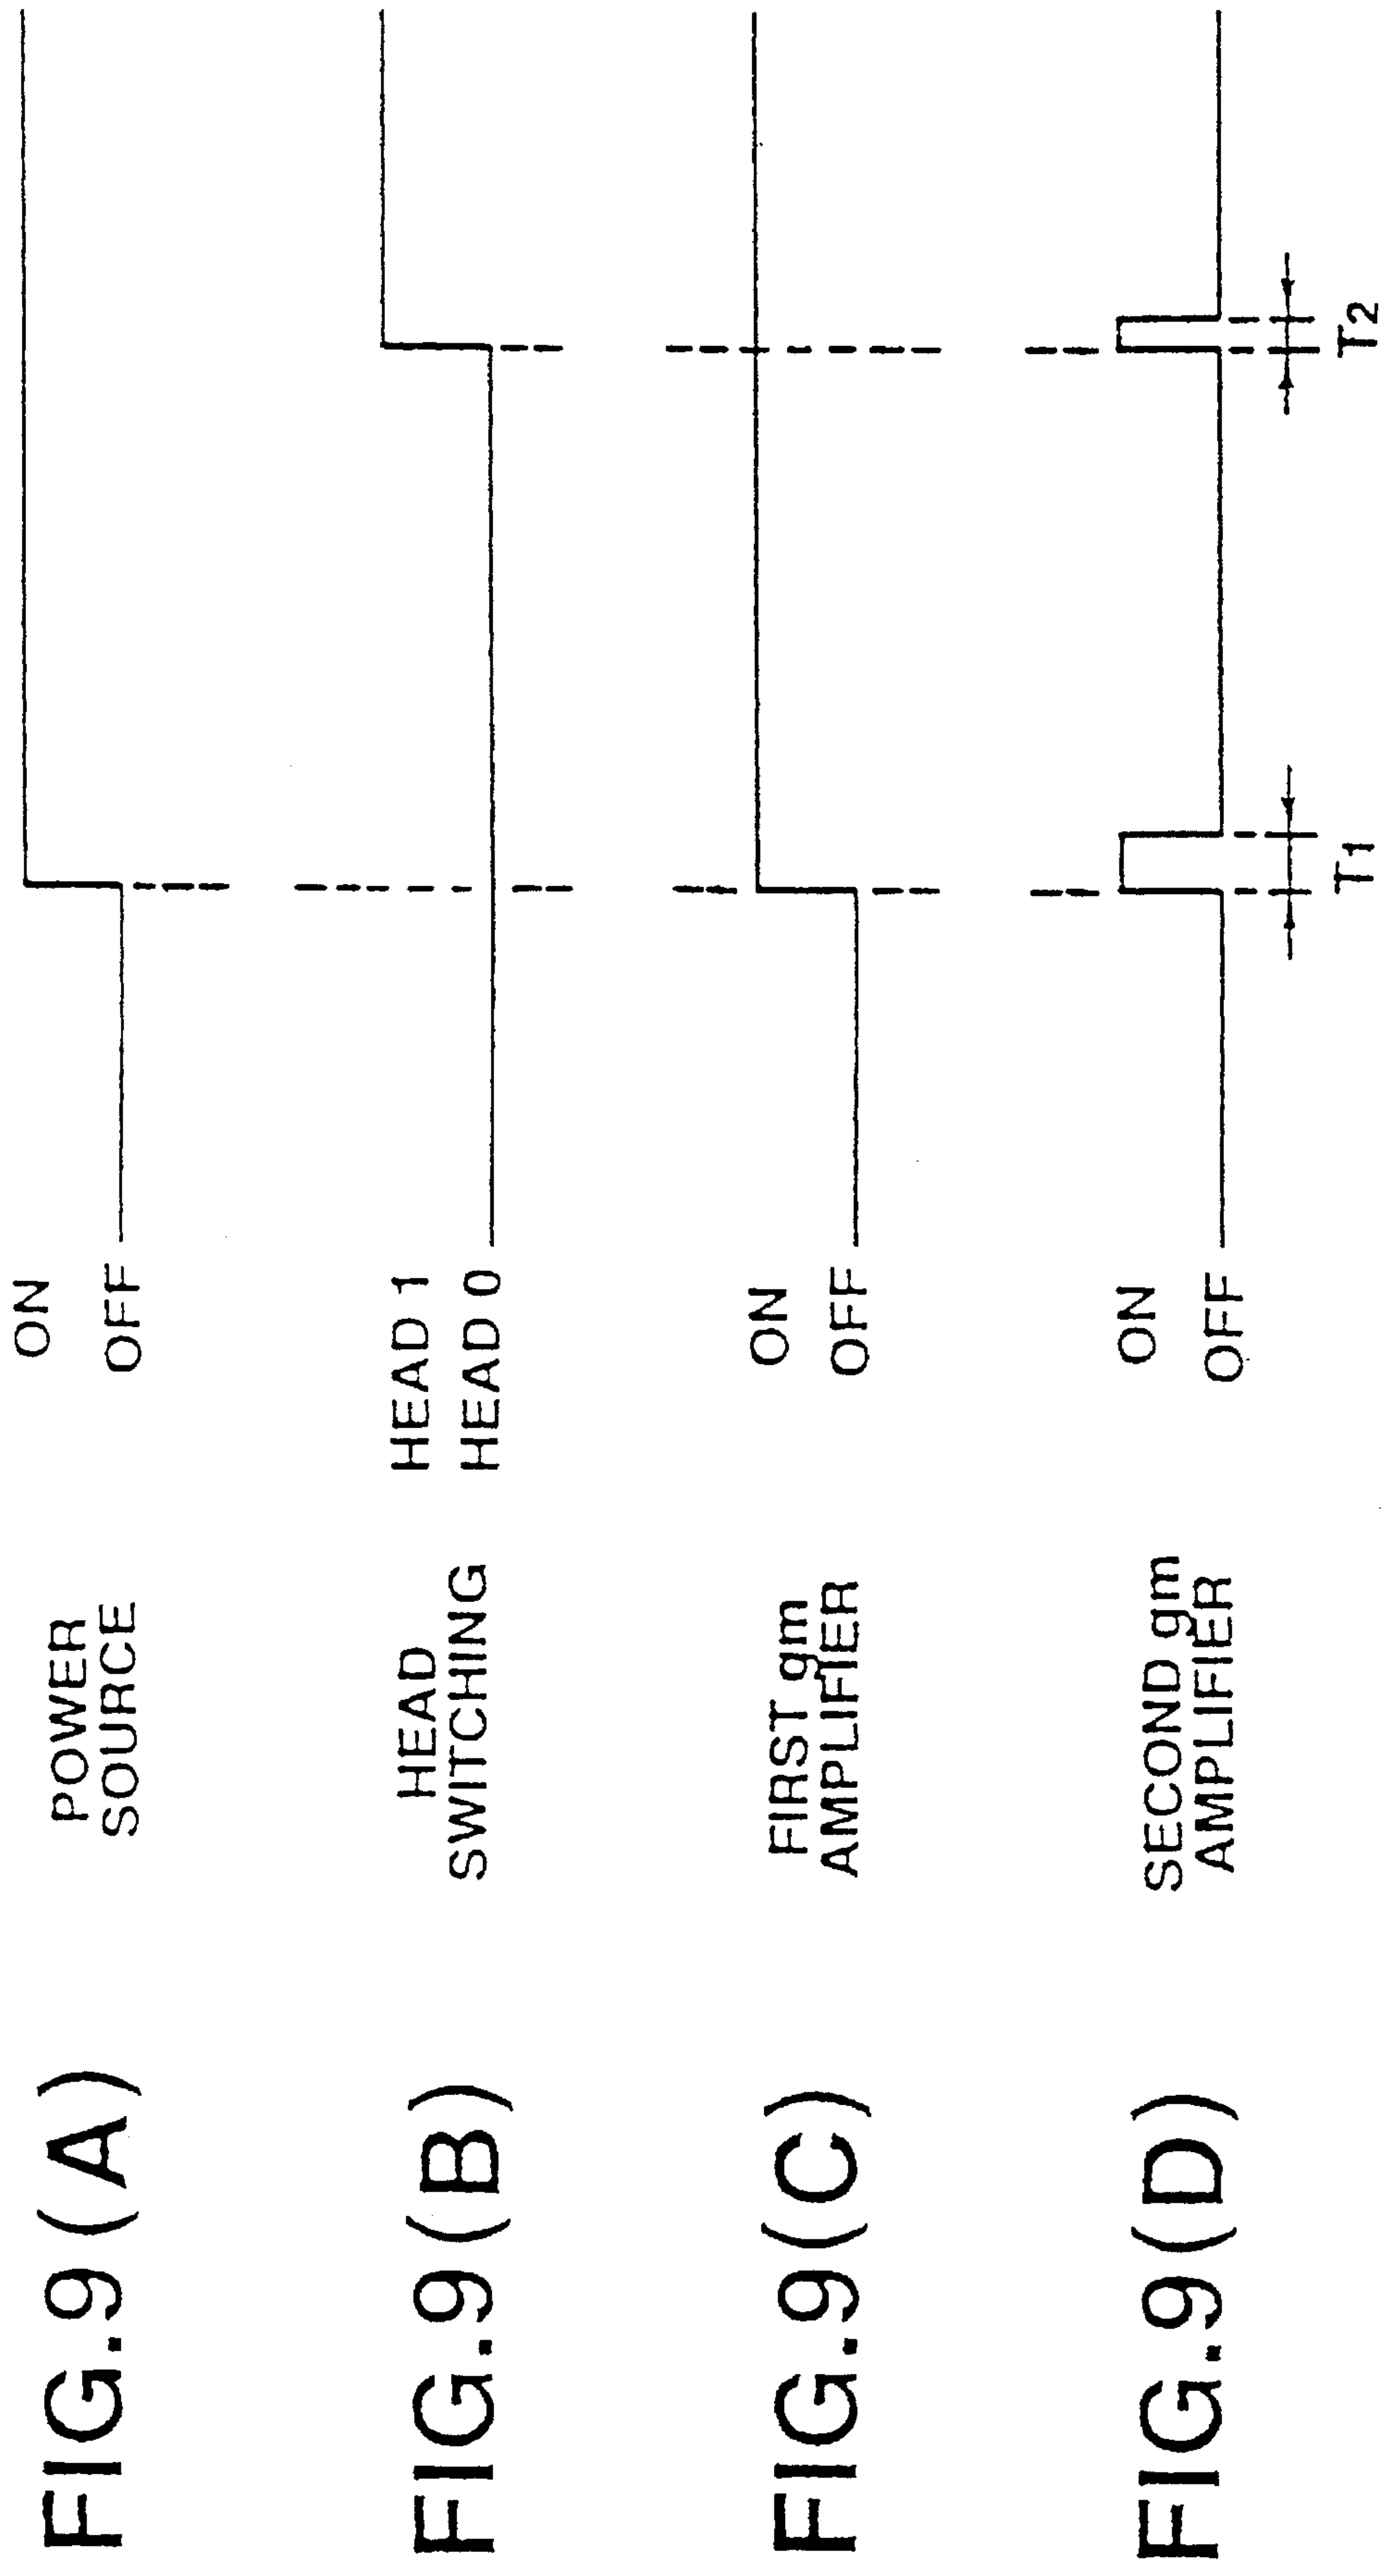 FIG.9(A)
POWER
SOURCE
ON
OFF
FIG.9(B)
HEAD
SWITCHING
HEAD 1
HEAD 0
FIG.9(C)
FIRST gm
AMPLIFIER
ON
OFF
FIG.9(D)
SECOND gm
AMPLIFIER
ON
OFF
T1
T2